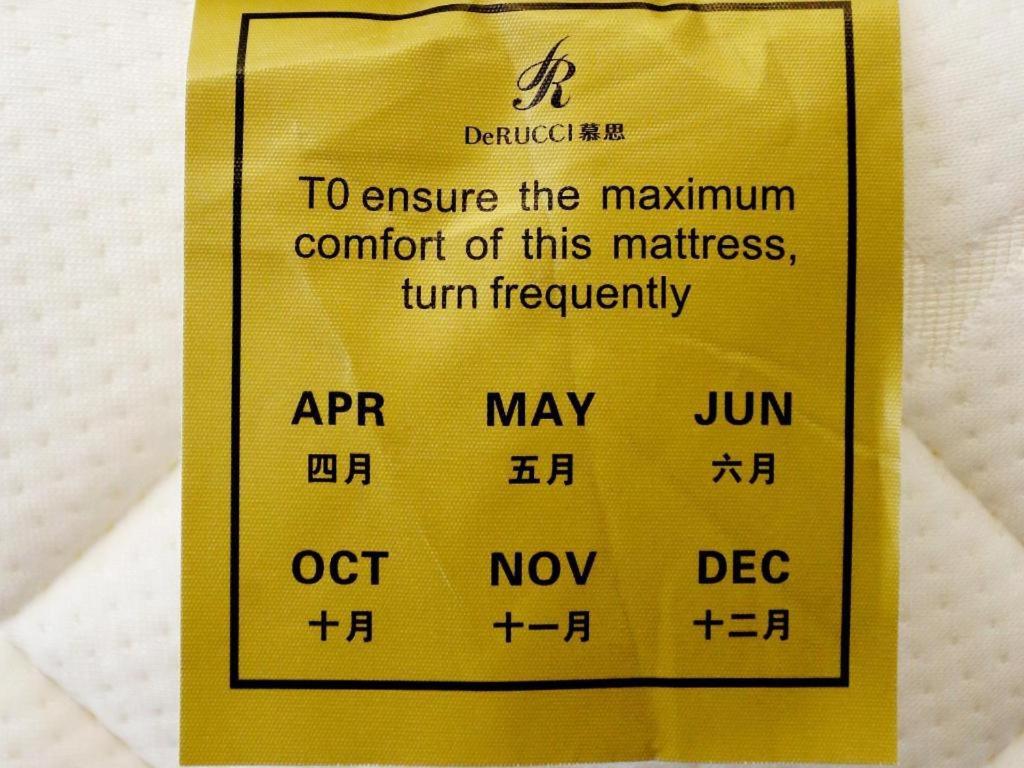 DeRUCCI慕思
T0 ensure the maximum
comfort of this mattress,
turn frequently
APR MAY JUN
四月 五月 六月
OCT NOV DEC
十月 十一月 十二月